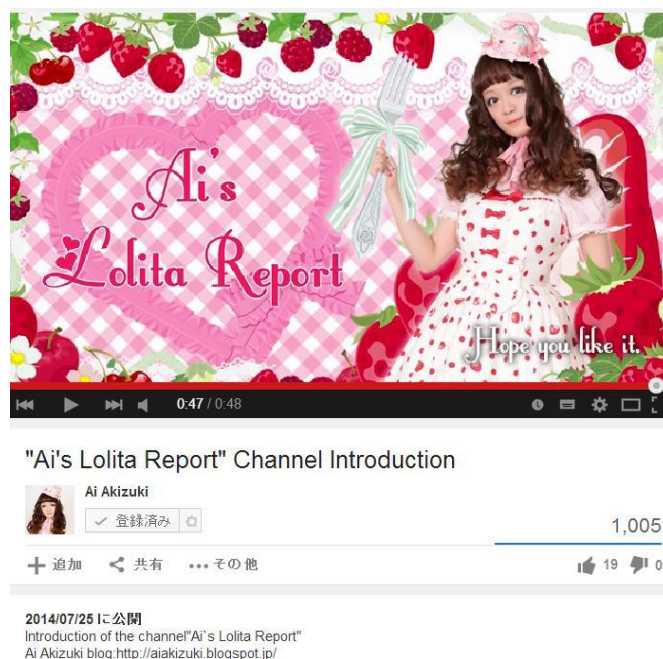 Ai's
Lolita Report
Hope you like it.
0:47 / 0:48
"Ai's Lolita Report" Channel Introduction
Ai Akizuki
登録済み
1,005
追加 共有 その他 19 0
2014/07/25 に公開
Introduction of the channel"Ai`s Lolita Report"
Ai Akizuki blog:http://aiakizuki.blogspot.jp/